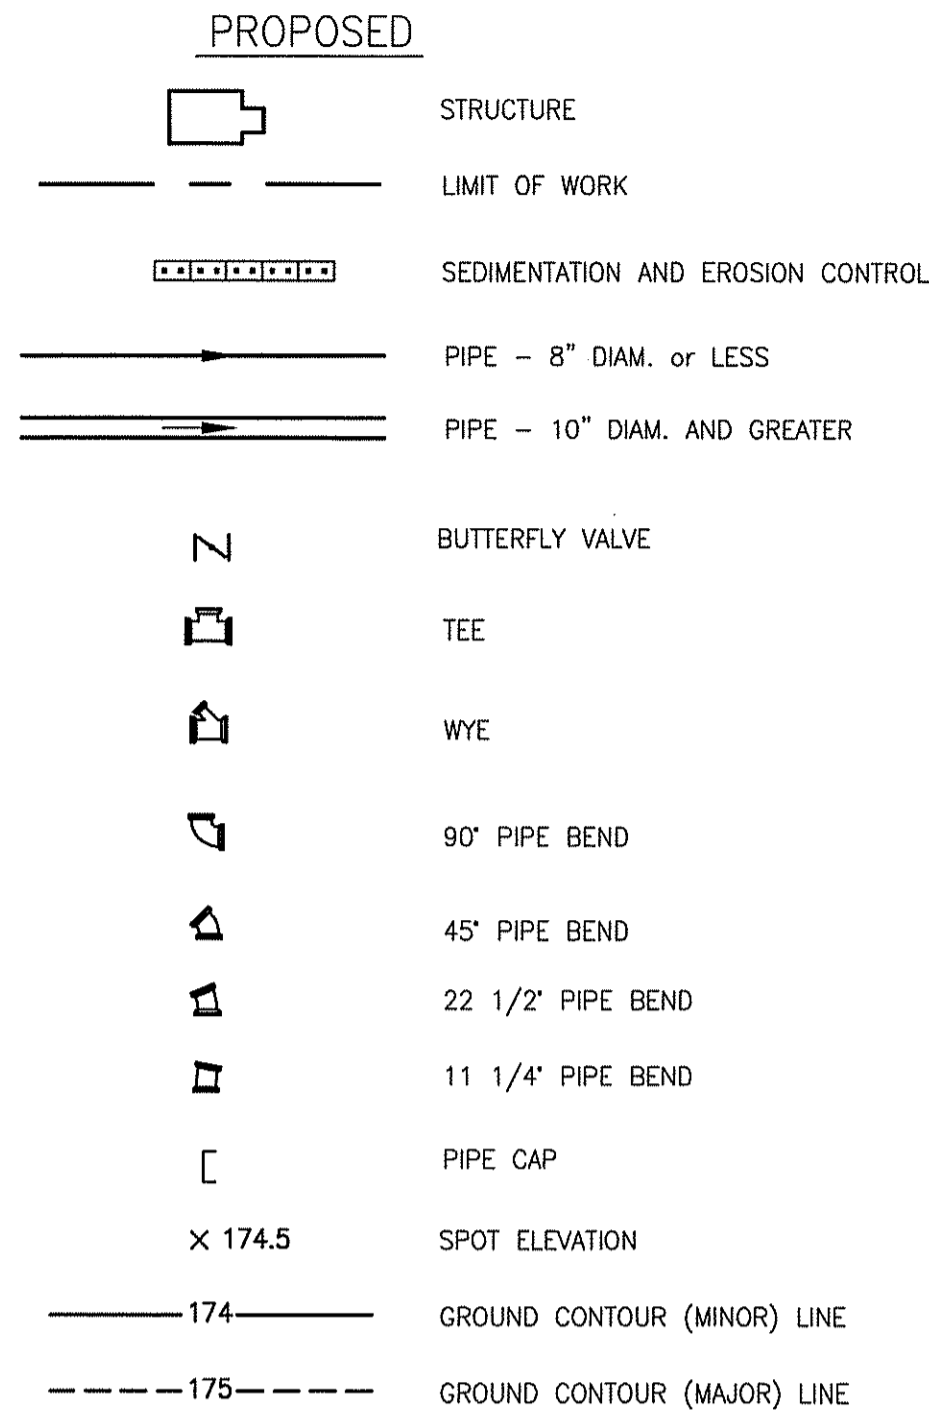 PROPOSED
STRUCTURE
LIMIT OF WORK
SEDIMENTATION AND EROSION CONTROL
PIPE - 8" DIAM. or LESS
PIPE - 10" DIAM. AND GREATER
BUTTERFLY VALVE
TEE
WYE
90° PIPE BEND
45° PIPE BEND
22 1/2° PIPE BEND
11 1/4° PIPE BEND
PIPE CAP
× 174.5 SPOT ELEVATION
174 GROUND CONTOUR (MINOR) LINE
175 GROUND CONTOUR (MAJOR) LINE